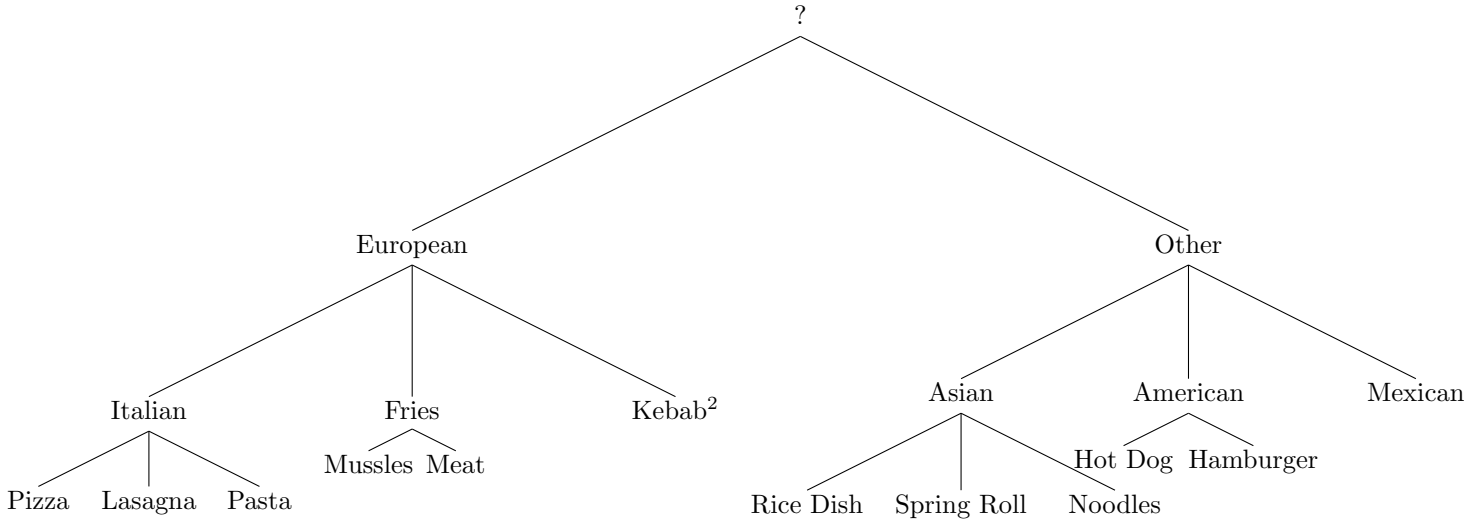 ?
European Other
Italian Fries Kebab²
Asian American Mexican
Mussles Meat
Hot Dog Hamburger
Pizza Lasagna Pasta
Rice Dish Spring Roll Noodles